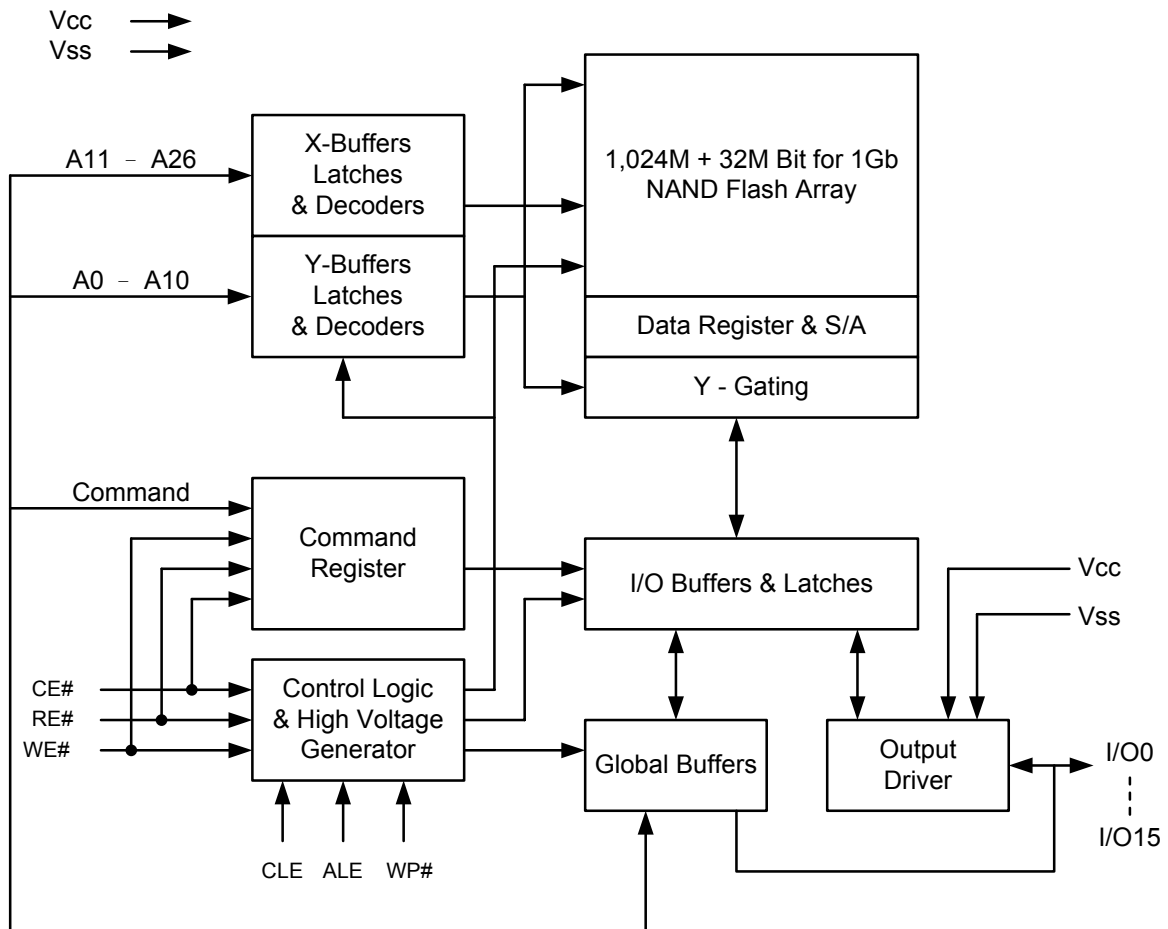 Vcc
Vss
A11 – A26
X-Buffers
Latches
& Decoders
1,024M + 32M Bit for 1Gb
NAND Flash Array
A0 – A10
Y-Buffers
Latches
& Decoders
Data Register & S/A
Y - Gating
Command
Command
Register
I/O Buffers & Latches
Vcc
Vss
CE#
RE#
WE#
Control Logic
& High Voltage
Generator
Global Buffers
Output
Driver
I/O0
I/O15
CLE
ALE
WP#